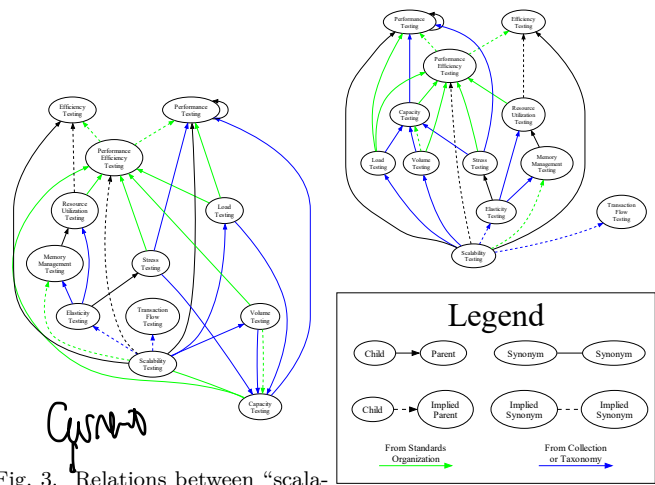 Efficiency
Testing
Performance
Testing
Performance
Efficiency
Testing
Resource
Utilization
Testing
Load
Testing
Memory
Management
Testing
Stress
Testing
Elasticity
Testing
Transaction
Flow
Testing
Volume
Testing
Scalability
Testing
Capacity
Testing
Fig. 3. Relations between “scala-
Performance
Testing
Efficiency
Testing
Performance
Efficiency
Testing
Capacity
Testing
Resource
Utilization
Testing
Load
Testing
Volume
Testing
Stress
Testing
Memory
Management
Testing
Elasticity
Testing
Transaction
Flow
Testing
Scalability
Testing
Legend
Child
Parent
Synonym
Synonym
Child
Implied
Parent
Implied
Synonym
Implied
Synonym
From Standards
Organization
From Collection
or Taxonomy